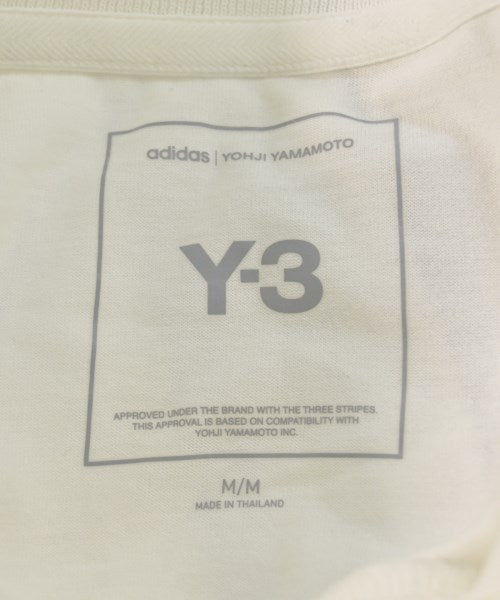 adidas | YOHJI YAMAMOTO
Y-3
APPROVED UNDER THE BRAND WITH THE THREE STRIPES.
THIS APPROVAL IS BASED ON COMPATIBILITY WITH
YOHJI YAMAMOTO INC.
M/M
MADE IN THAILAND